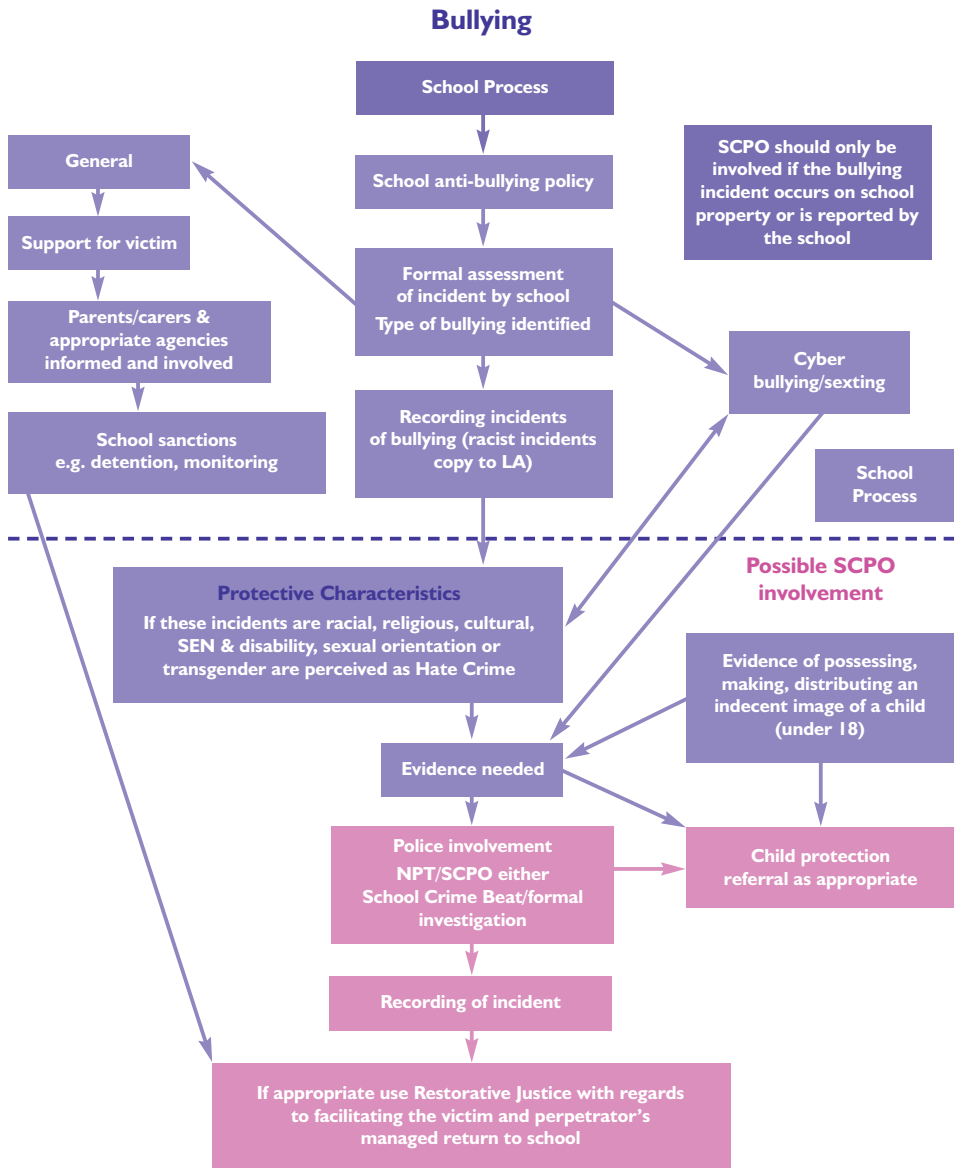 Bullying
School Process
General
SCPO should only be
involved if the bullying
incident occurs on school
property or is reported by
the school
School anti-bullying policy
Support for victim
Formal assessment
of incident by school
Type of bullying identified
Parents/carers &
appropriate agencies
informed and involved
Cyber
bullying/sexting
Recording incidents
of bullying (racist incidents
copy to LA)
School sanctions
e.g. detention, monitoring
School
Process
Possible SCPO
involvement
Protective Characteristics
If these incidents are racial, religious, cultural,
SEN & disability, sexual orientation or
transgender are perceived as Hate Crime
Evidence of possessing,
making, distributing an
indecent image of a child
(under 18)
Evidence needed
Police involvement
NPT/SCPO either
School Crime Beat/formal
investigation
Child protection
referral as appropriate
Recording of incident
If appropriate use Restorative Justice with regards
to facilitating the victim and perpetrator's
managed return to school